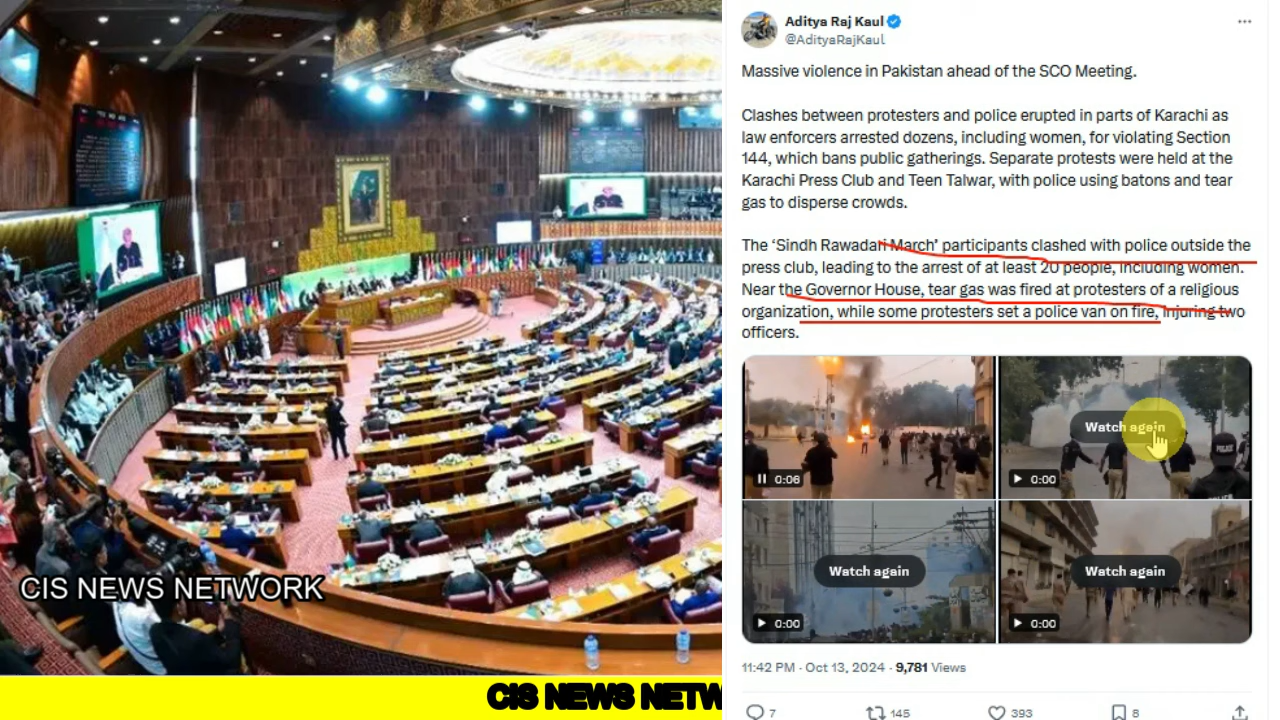 CIS NEWS NETWORK
CIS NEWS NETW
Aditya Raj Kaul
@AdityaRajKaul
Massive violence in Pakistan ahead of the SCO Meeting.
Clashes between protesters and police erupted in parts of Karachi as
law enforcers arrested dozens, including women, for violating Section
144, which bans public gatherings. Separate protests were held at the
Karachi Press Club and Teen Talwar, with police using batons and tear
gas to disperse crowds.
The ‘Sindh Rawadari March’ participants clashed with police outside the
press club, leading to the arrest of at least 20 people, including women.
Near the Governor House, tear gas was fired at protesters of a religious
organization, while some protesters set a police van on fire, injuring two
officers.
0:06
Watch again
0:00
POLICE
Watch again
0:00
Watch again
0:00
11:42 PM · Oct 13, 2024 · 9,781 Views
7 145 393 8